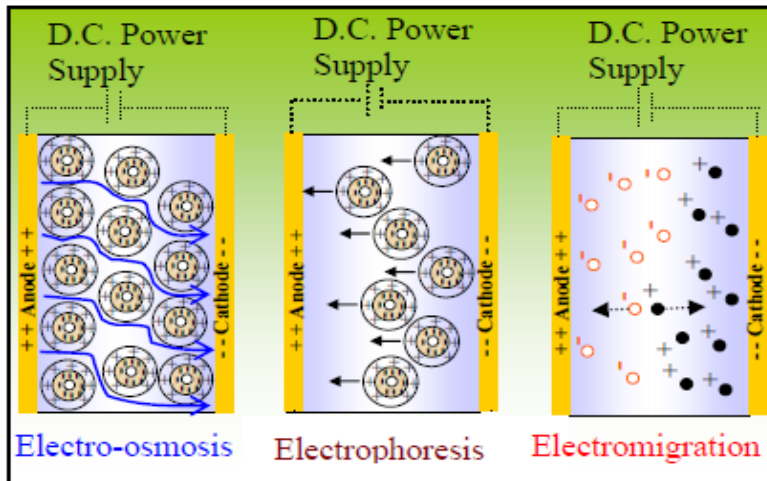 D.C. Power
Supply
++ Anode ++
-- Cathode --
Electro-osmosis
D.C. Power
Supply
++ Anode ++
-- Cathode --
Electrophoresis
D.C. Power
Supply
++ Anode ++
-- Cathode --
Electromigration